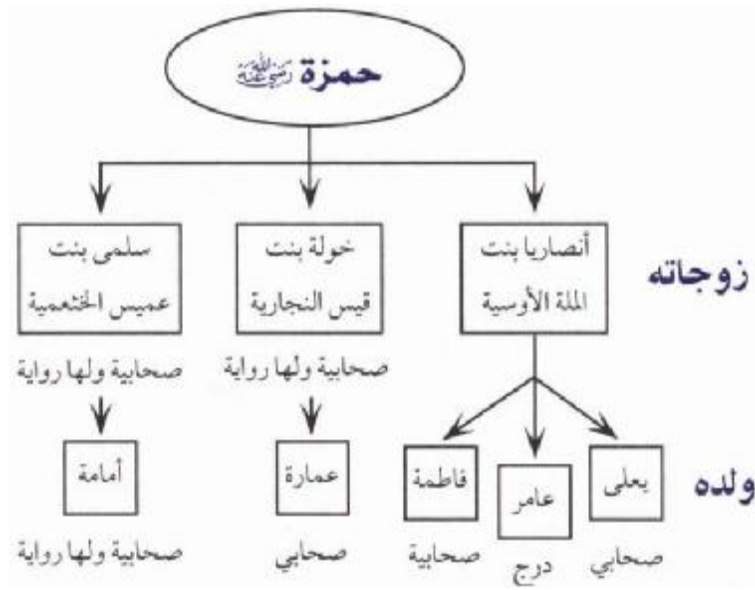 حمزة رضي الله عنه
زوجاته
أنصاريا بنت
الملة الأوسية
خولة بنت
قيس النجارية
صحابية ولها رواية
سلمى بنت
عميس الخثعمية
صحابية ولها رواية
ولده
يعلى
صحابي
عامر
درج
فاطمة
صحابية
عمارة
صحابي
أمامة
صحابية ولها رواية